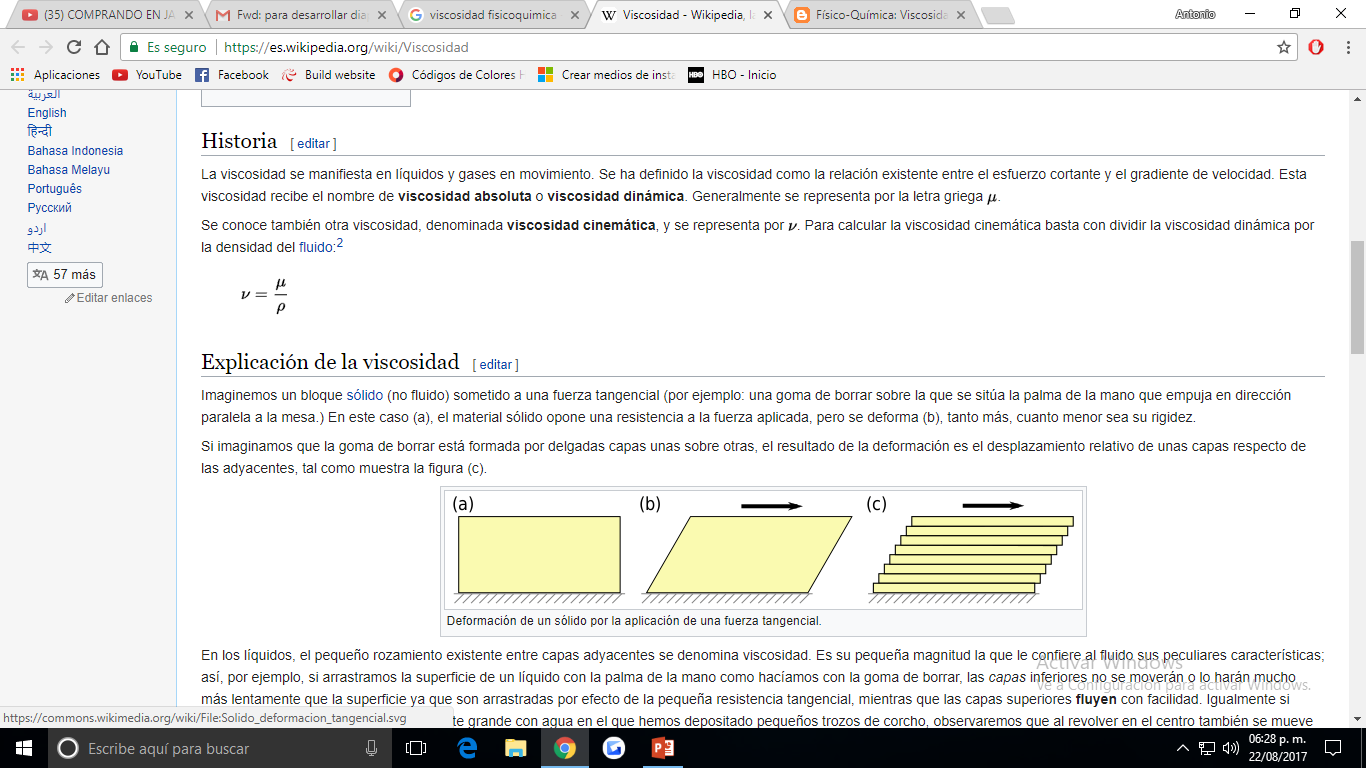 (35) COMPRANDO EN JA
Fwd: para desarrollar dia
viscosidad fisicoquimica
Viscosidad - Wikipedia, l
Físico-Química: Viscosida
Antonio
Es seguro
https://es.wikipedia.org/wiki/Viscosidad
Aplicaciones YouTube Facebook Build website Códigos de Colores H Crear medios de inst HBO - Inicio
العربية
English
हिन्दी
Bahasa Indonesia
Bahasa Melayu
Português
Русский
اردو
中文
57 más
Editar enlaces
Historia [ editar ]
La viscosidad se manifiesta en líquidos y gases en movimiento. Se ha definido la viscosidad como la relación existente entre el esfuerzo cortante y el gradiente de velocidad. Esta
viscosidad recibe el nombre de viscosidad absoluta o viscosidad dinámica. Generalmente se representa por la letra griega μ.
Se conoce también otra viscosidad, denominada viscosidad cinemática, y se representa por ν. Para calcular la viscosidad cinemática basta con dividir la viscosidad dinámica por
la densidad del fluido:2
ν = μ/ρ
Explicación de la viscosidad [ editar ]
Imaginemos un bloque sólido (no fluido) sometido a una fuerza tangencial (por ejemplo: una goma de borrar sobre la que se sitúa la palma de la mano que empuja en dirección
paralela a la mesa.) En este caso (a), el material sólido opone una resistencia a la fuerza aplicada, pero se deforma (b), tanto más, cuanto menor sea su rigidez.
Si imaginamos que la goma de borrar está formada por delgadas capas unas sobre otras, el resultado de la deformación es el desplazamiento relativo de unas capas respecto de
las adyacentes, tal como muestra la figura (c).
(a) (b) (c)
Deformación de un sólido por la aplicación de una fuerza tangencial.
En los líquidos, el pequeño rozamiento existente entre capas adyacentes se denomina viscosidad. Es su pequeña magnitud la que le confiere al fluido sus peculiares características;
así, por ejemplo, si arrastramos la superficie de un líquido con la palma de la mano como hacíamos con la goma de borrar, las capas inferiores no se moverán o lo harán mucho
más lentamente que la superficie ya que son arrastradas por efecto de la pequeña resistencia tangencial, mientras que las capas superiores fluyen con facilidad. Igualmente si
te grande con agua en el que hemos depositado pequeños trozos de corcho, observaremos que al revolver en el centro también se mueve
Activar Windows
Ve a Configuración para activar Windows.
https://commons.wikimedia.org/wiki/File:Solido_deformacion_tangencial.svg
Escribe aquí para buscar
06:28 p. m.
22/08/2017